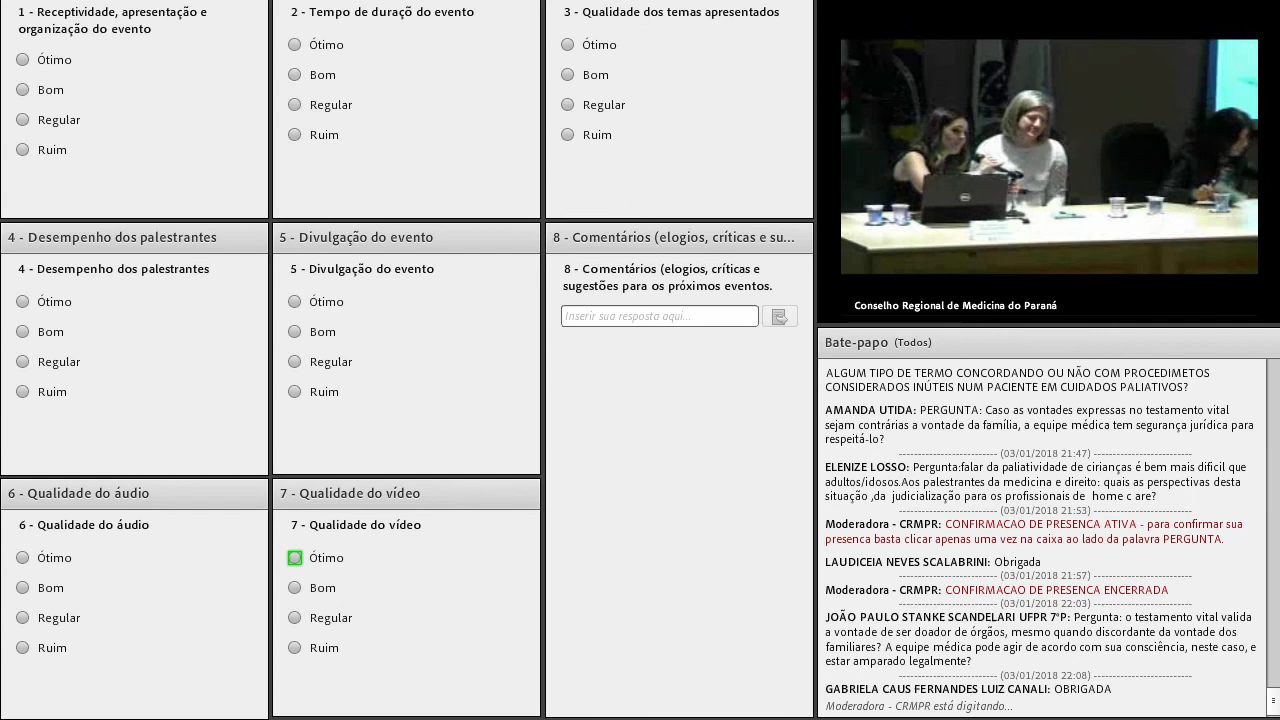 1 - Receptividade, apresentação e
organização do evento
Ótimo
Bom
Regular
Ruim
2 - Tempo de duraçõ do evento
Ótimo
Bom
Regular
Ruim
3 - Qualidade dos temas apresentados
Ótimo
Bom
Regular
Ruim
4 - Desempenho dos palestrantes
4 - Desempenho dos palestrantes
Ótimo
Bom
Regular
Ruim
5 - Divulgação do evento
5 - Divulgação do evento
Ótimo
Bom
Regular
Ruim
8 - Comentários (elogios, críticas e su...
8 - Comentários (elogios, críticas e
sugestões para os próximos eventos.
Inserir sua resposta aqui...
6 - Qualidade do áudio
6 - Qualidade do áudio
Ótimo
Bom
Regular
Ruim
7 - Qualidade do vídeo
7 - Qualidade do vídeo
Ótimo
Bom
Regular
Ruim
DELL
Conselho Regional de Medicina do Paraná
Bate-papo (Todos)
ALGUM TIPO DE TERMO CONCORDANDO OU NÃO COM PROCEDIMETOS
CONSIDERADOS INÚTEIS NUM PACIENTE EM CUIDADOS PALIATIVOS?
AMANDA UTIDA: PERGUNTA: Caso as vontades expressas no testamento vital
sejam contrárias a vontade da família, a equipe médica tem segurança jurídica para
respeitá-lo?
------------------------- (03/01/2018 21:47) -------------------------
ELENIZE LOSSO: Pergunta:falar da paliatividade de cirianças é bem mais dificil que
adultos/idosos.Aos palestrantes da medicina e direito: quais as perspectivas desta
situação ,da judicialização para os profissionais de home c are?
------------------------- (03/01/2018 21:53) -------------------------
Moderadora - CRMPR: CONFIRMACAO DE PRESENCA ATIVA - para confirmar sua
presenca basta clicar apenas uma vez na caixa ao lado da palavra PERGUNTA.
LAUDICEIA NEVES SCALABRINI: Obrigada
------------------------- (03/01/2018 21:57) -------------------------
Moderadora - CRMPR: CONFIRMACAO DE PRESENCA ENCERRADA
------------------------- (03/01/2018 22:03) -------------------------
JOÃO PAULO STANKE SCANDELARI UFPR 7°P: Pergunta: o testamento vital valida
a vontade de ser doador de órgãos, mesmo quando discordante da vontade dos
familiares? A equipe médica pode agir de acordo com sua consciência, neste caso, e
estar amparado legalmente?
------------------------- (03/01/2018 22:08) -------------------------
GABRIELA CAUS FERNANDES LUIZ CANALI: OBRIGADA
Moderadora - CRMPR está digitando...